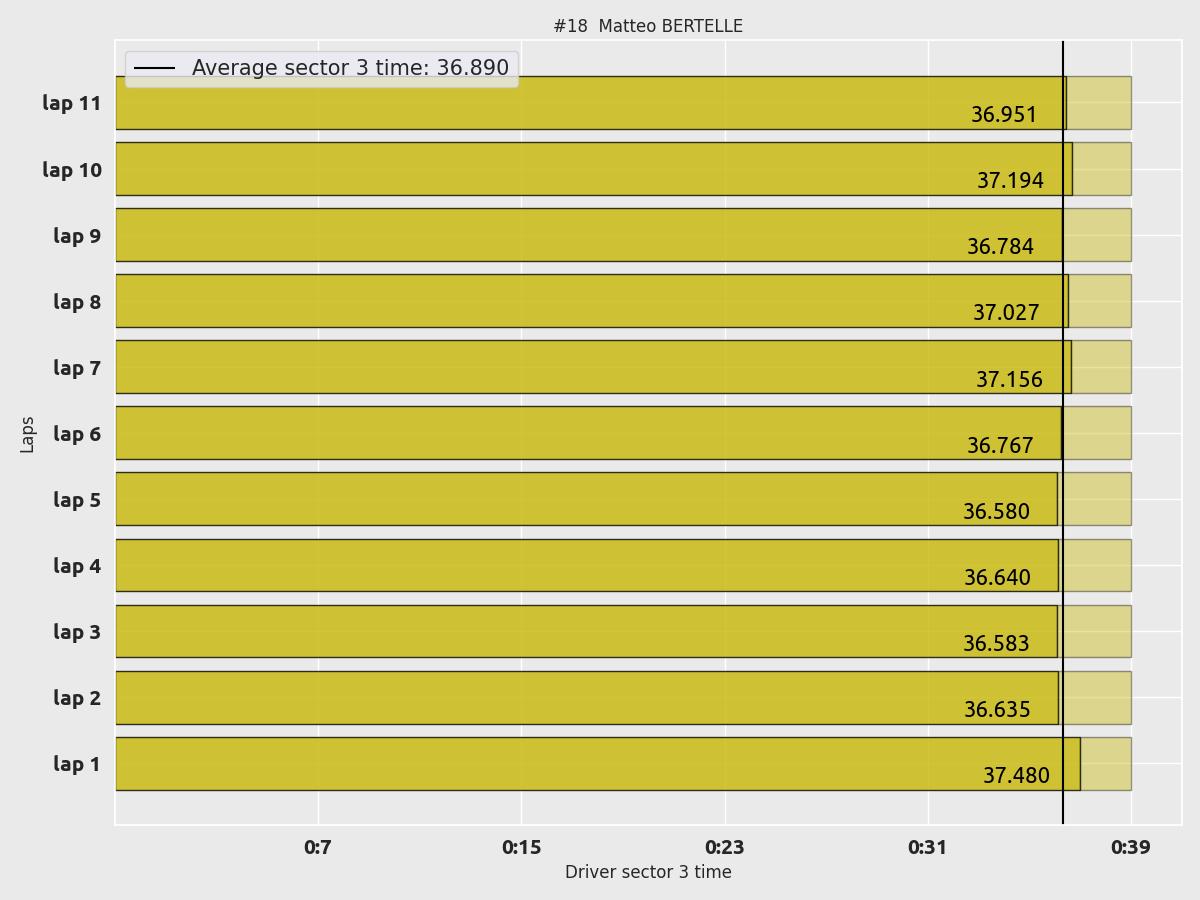 #18  Matteo BERTELLE
Average sector 3 time: 36.890
lap 11
36.951
lap 10
37.194
lap 9
36.784
lap 8
37.027
lap 7
37.156
lap 6
36.767
lap 5
36.580
lap 4
36.640
lap 3
36.583
lap 2
36.635
lap 1
37.480
Laps
0:7
0:15
0:23
0:31
0:39
Driver sector 3 time